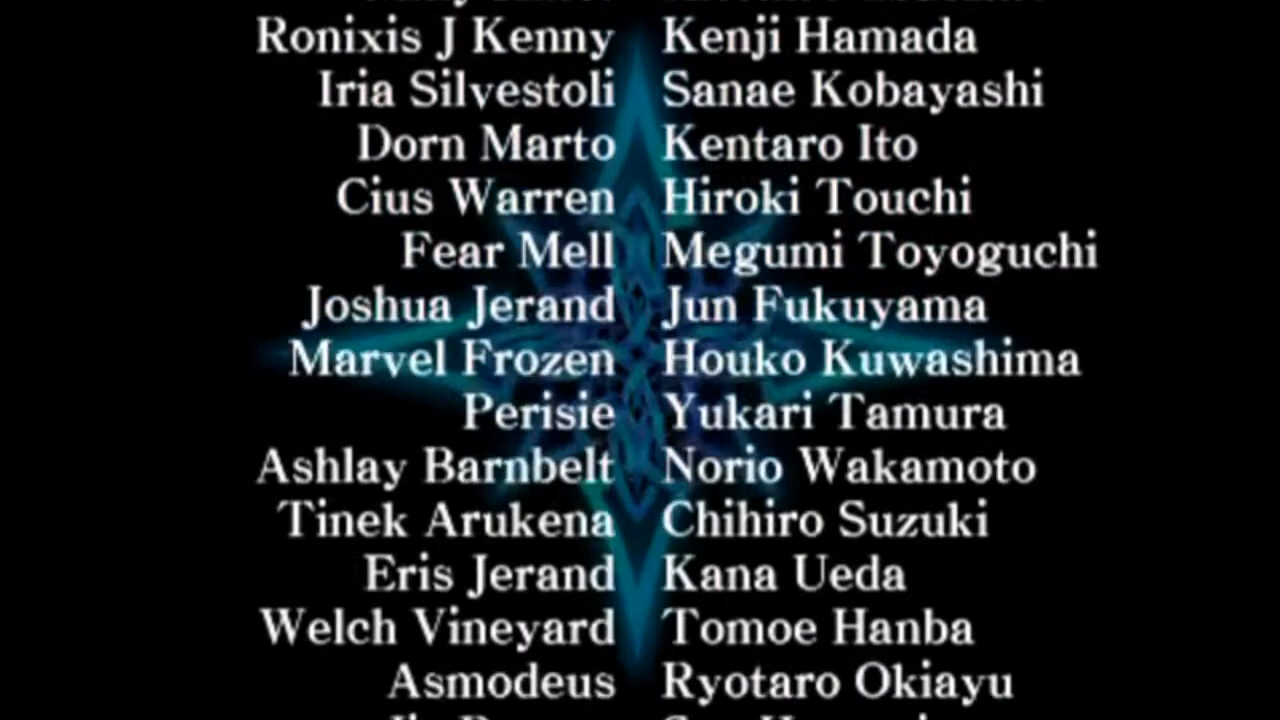 Ronixis J Kenny Kenji Hamada
Iria Silvestoli Sanae Kobayashi
Dorn Marto Kentaro Ito
Cius Warren Hiroki Touchi
Fear Mell Megumi Toyoguchi
Joshua Jerand Jun Fukuyama
Marvel Frozen Houko Kuwashima
Perisie Yukari Tamura
Ashlay Barnbelt Norio Wakamoto
Tinek Arukena Chihiro Suzuki
Eris Jerand Kana Ueda
Welch Vineyard Tomoe Hanba
Asmodeus Ryotaro Okiayu